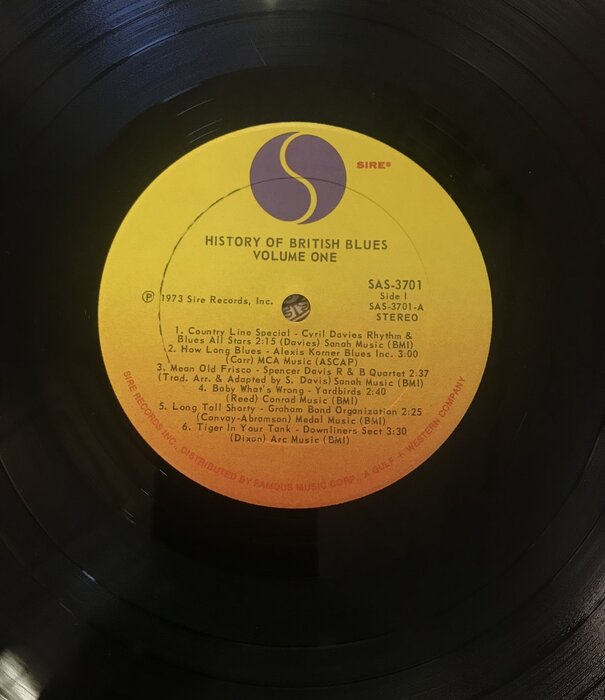 SIRE®
HISTORY OF BRITISH BLUES
VOLUME ONE
SAS-3701
Side I
SAS-3701-A
STEREO
℗ 1973 Sire Records, Inc.
1. Country Line Special - Cyril Davies Rhythm &
Blues All Stars 2:15 (Davies) Sanah Music (BMI)
2. How Long Blues - Alexis Korner Blues Inc. 3:00
(Carr) MCA Music (ASCAP)
3. Mean Old Frisco - Spencer Davis R & B Quartet 2:37
(Trad. Arr. & Adapted by S. Davis) Sanah Music (BMI)
4. Baby What's Wrong - Yardbirds 2:40
(Reed) Conrad Music (BMI)
5. Long Tall Shorty - Graham Bond Organization 2:25
(Convay-Abramson) Medal Music (BMI)
6. Tiger In Your Tank - Downliners Sect 3:30
(Dixon) Arc Music (BMI)
SIRE RECORDS INC., DISTRIBUTED BY FAMOUS MUSIC CORP., A GULF + WESTERN COMPANY